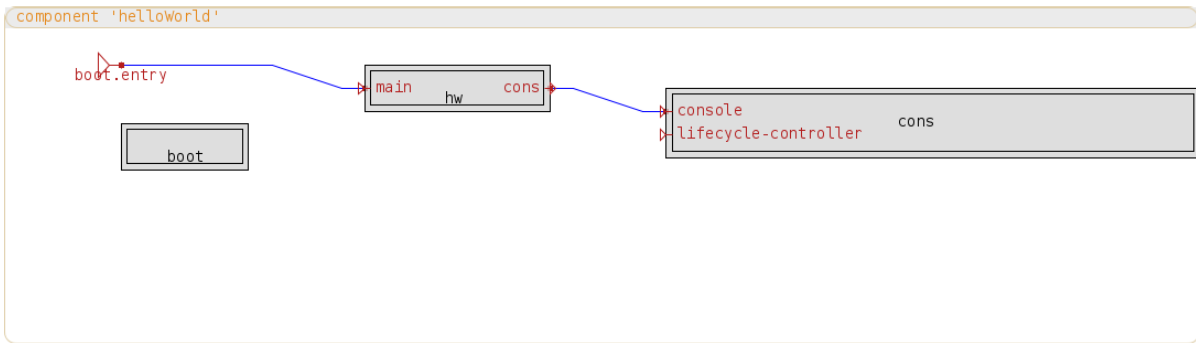 component 'helloWorld'
boot.entry
main
cons
hw
console
cons
lifecycle-controller
boot